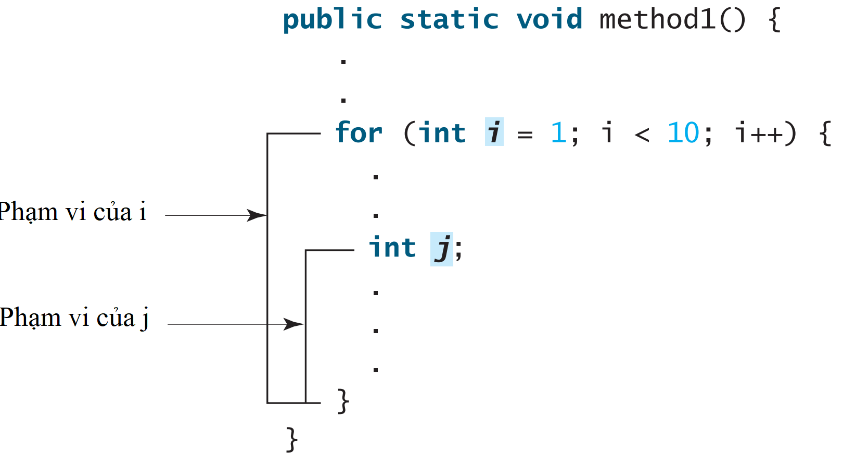 public static void method1() {
.
.
for (int i = 1; i < 10; i++) {
.
Phạm vi của i
.
int j;
.
Phạm vi của j
.
.
}
}